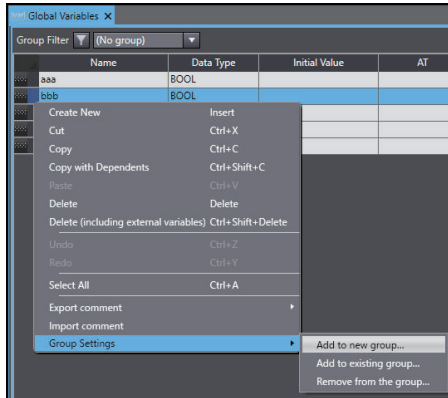 Global Variables X
Group Filter (No group)
Name Data Type Initial Value AT
aaa BOOL
bbb BOOL
Create New Insert
Cut Ctrl+X
Copy Ctrl+C
Copy with Dependents Ctrl+Shift+C
Paste Ctrl+V
Delete Delete
Delete (including external variables) Ctrl+Shift+Delete
Undo Ctrl+Z
Redo Ctrl+Y
Select All Ctrl+A
Export comment
Import comment
Group Settings Add to new group...
Add to existing group...
Remove from the group...